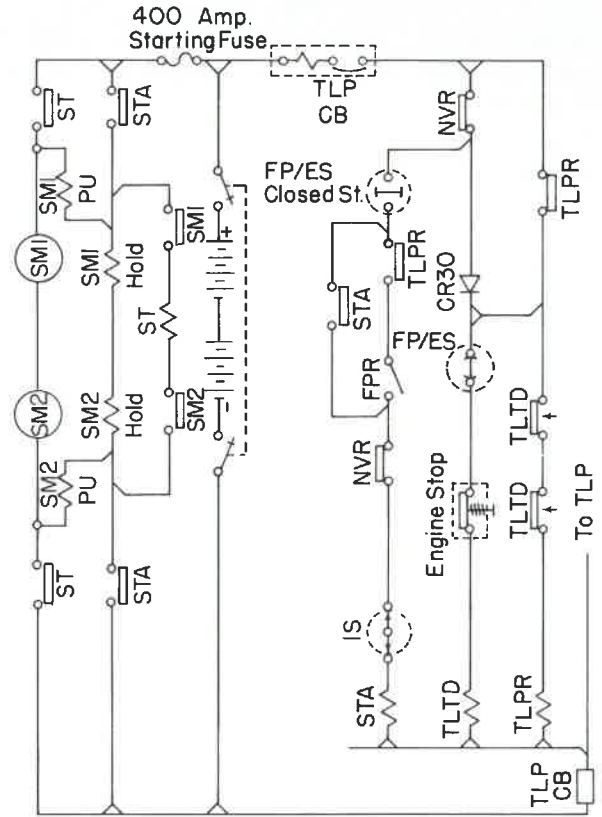 400 Amp.
Starting Fuse
ST
STA
TLP
CB
NVR
SM1
PU
FP/ES
Closed St.
TLPR
SM1
SM1
Hold
SM1
+
TLPR
STA
CR30
ST
FP/ES
FPR
SM2
SM2
Hold
SM2
-
TLTD
SM2
PU
NVR
Engine Stop
TLTD
To TLP
ST
STA
IS
STA
TLTD
TLPR
TLP
CB